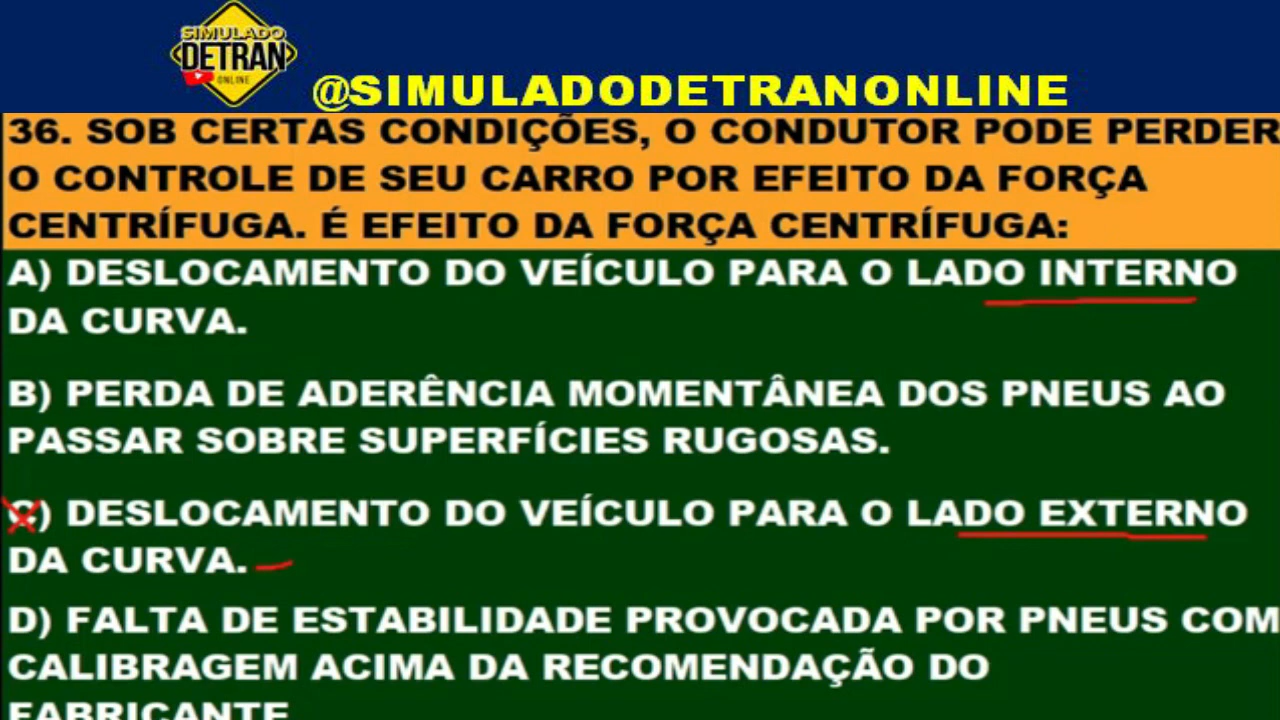 SIMULADO
DETRAN
ONLINE
@SIMULADODETRANONLINE
36. SOB CERTAS CONDIÇÕES, O CONDUTOR PODE PERDER
O CONTROLE DE SEU CARRO POR EFEITO DA FORÇA
CENTRÍFUGA. É EFEITO DA FORÇA CENTRÍFUGA:
A) DESLOCAMENTO DO VEÍCULO PARA O LADO INTERNO
DA CURVA.
B) PERDA DE ADERÊNCIA MOMENTÂNEA DOS PNEUS AO
PASSAR SOBRE SUPERFÍCIES RUGOSAS.
C) DESLOCAMENTO DO VEÍCULO PARA O LADO EXTERNO
DA CURVA.
D) FALTA DE ESTABILIDADE PROVOCADA POR PNEUS COM
CALIBRAGEM ACIMA DA RECOMENDAÇÃO DO
FABRICANTE